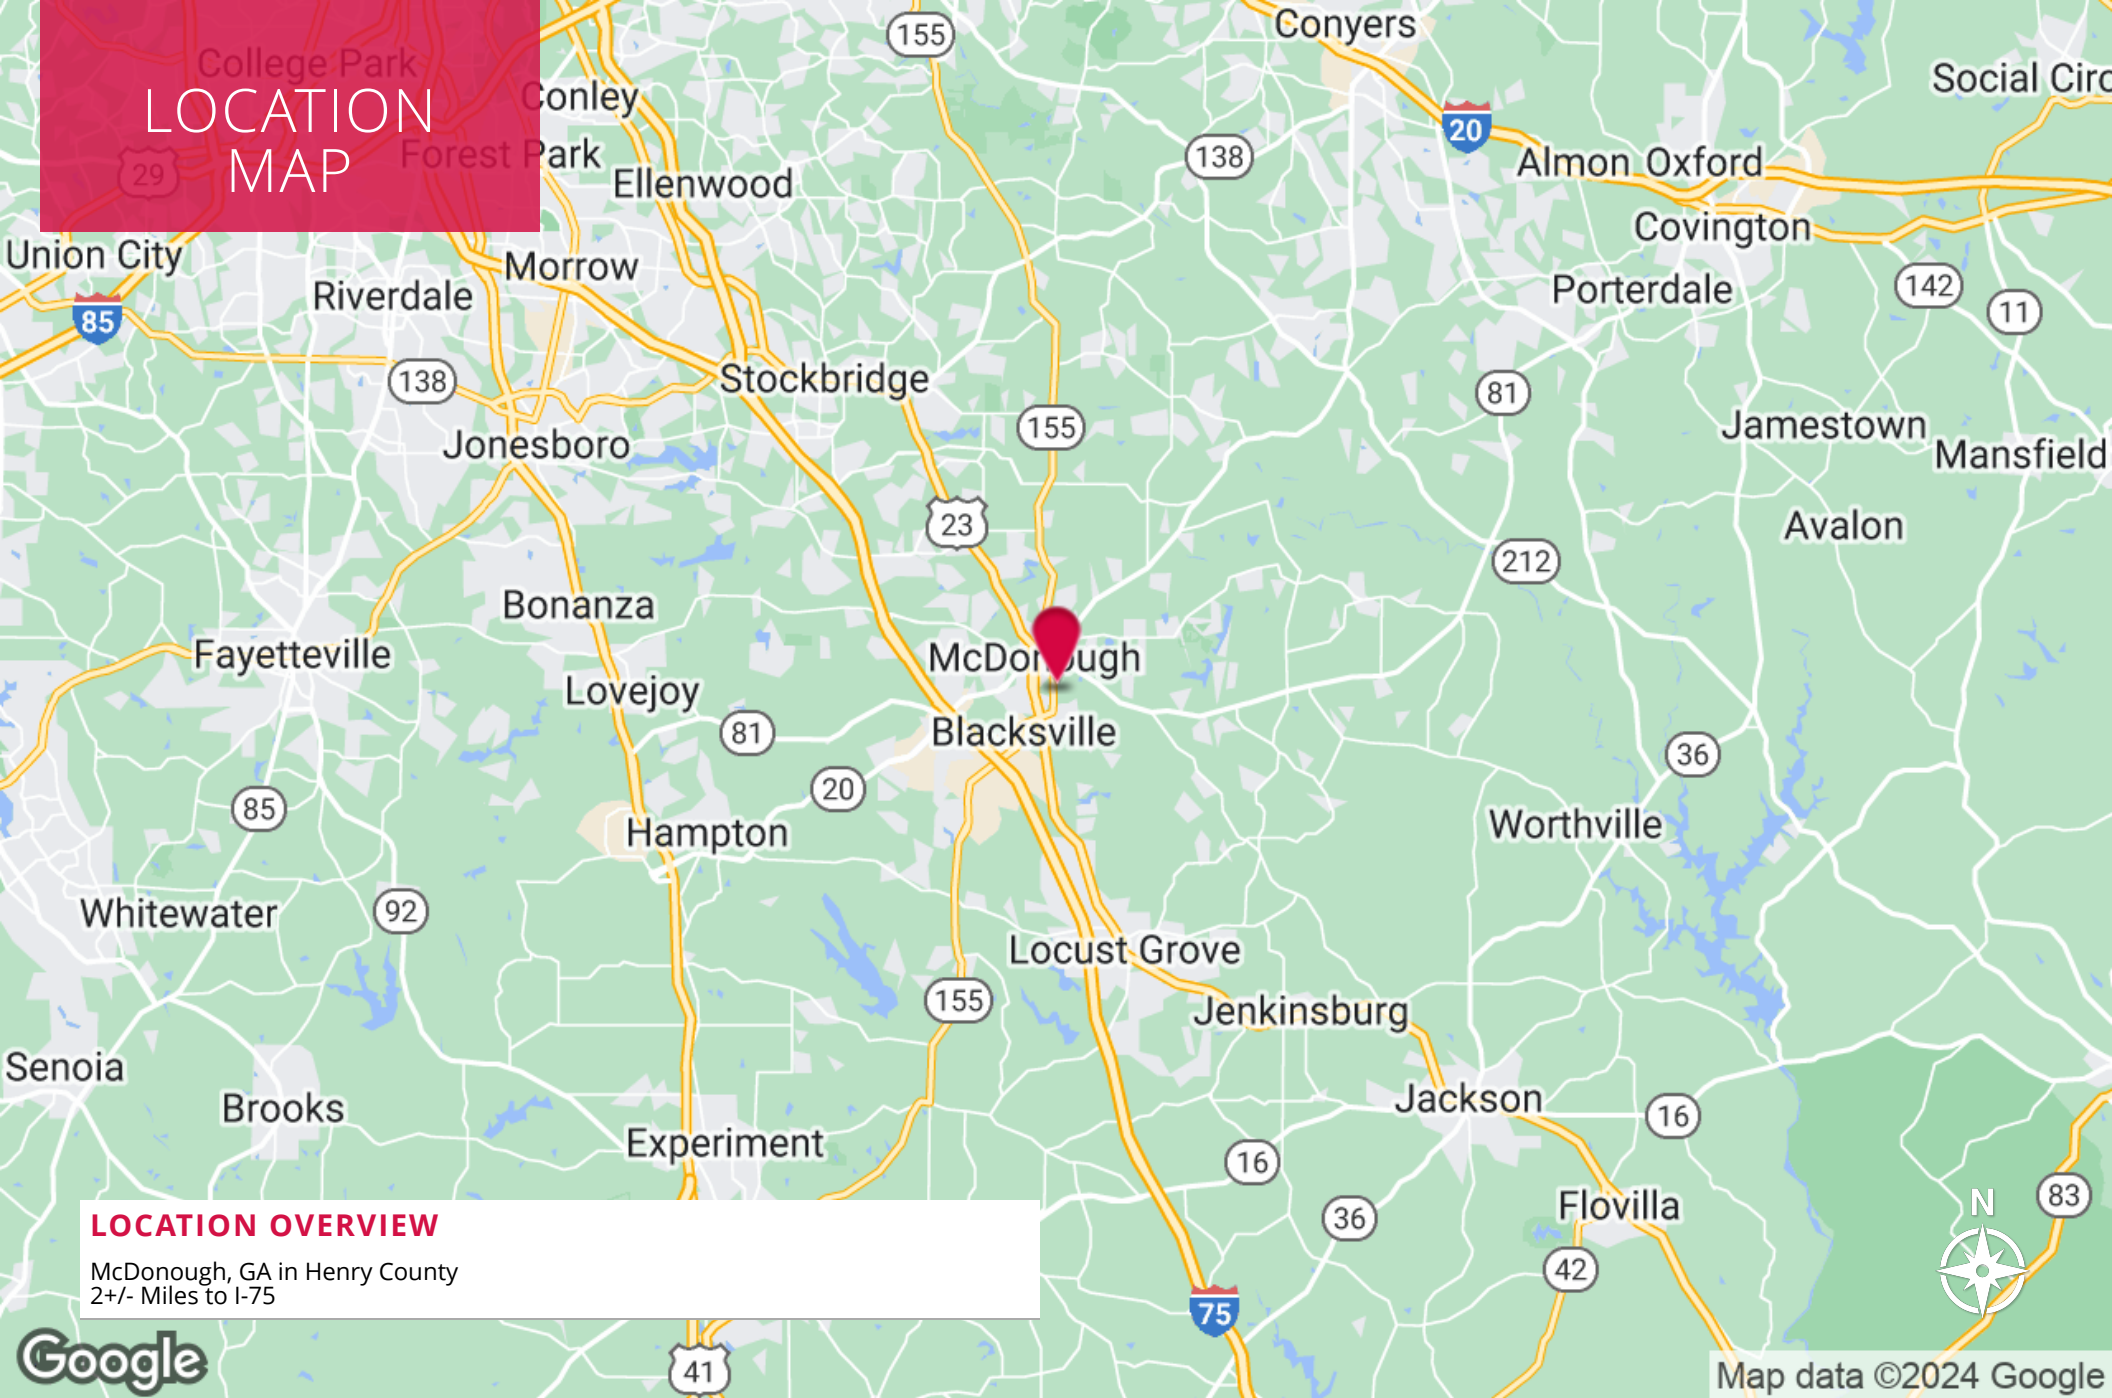 155
Conyers
Social Circ
College Park
Conley
LOCATION
MAP
20
138
Forest Park
29
Almon
Oxford
Ellenwood
Covington
Union City
Morrow
Riverdale
Porterdale
142
11
85
138
Stockbridge
81
155
Jamestown
Jonesboro
Mansfield
23
Avalon
212
Bonanza
Fayetteville
McDonough
Lovejoy
81
Blacksville
36
20
85
Hampton
Worthville
Whitewater
92
Locust Grove
155
Jenkinsburg
Senoia
Brooks
Jackson
16
Experiment
16
83
N
Flovilla
36
LOCATION OVERVIEW
McDonough, GA in Henry County
2+/- Miles to I-75
42
75
Google
41
Map data ©2024 Google